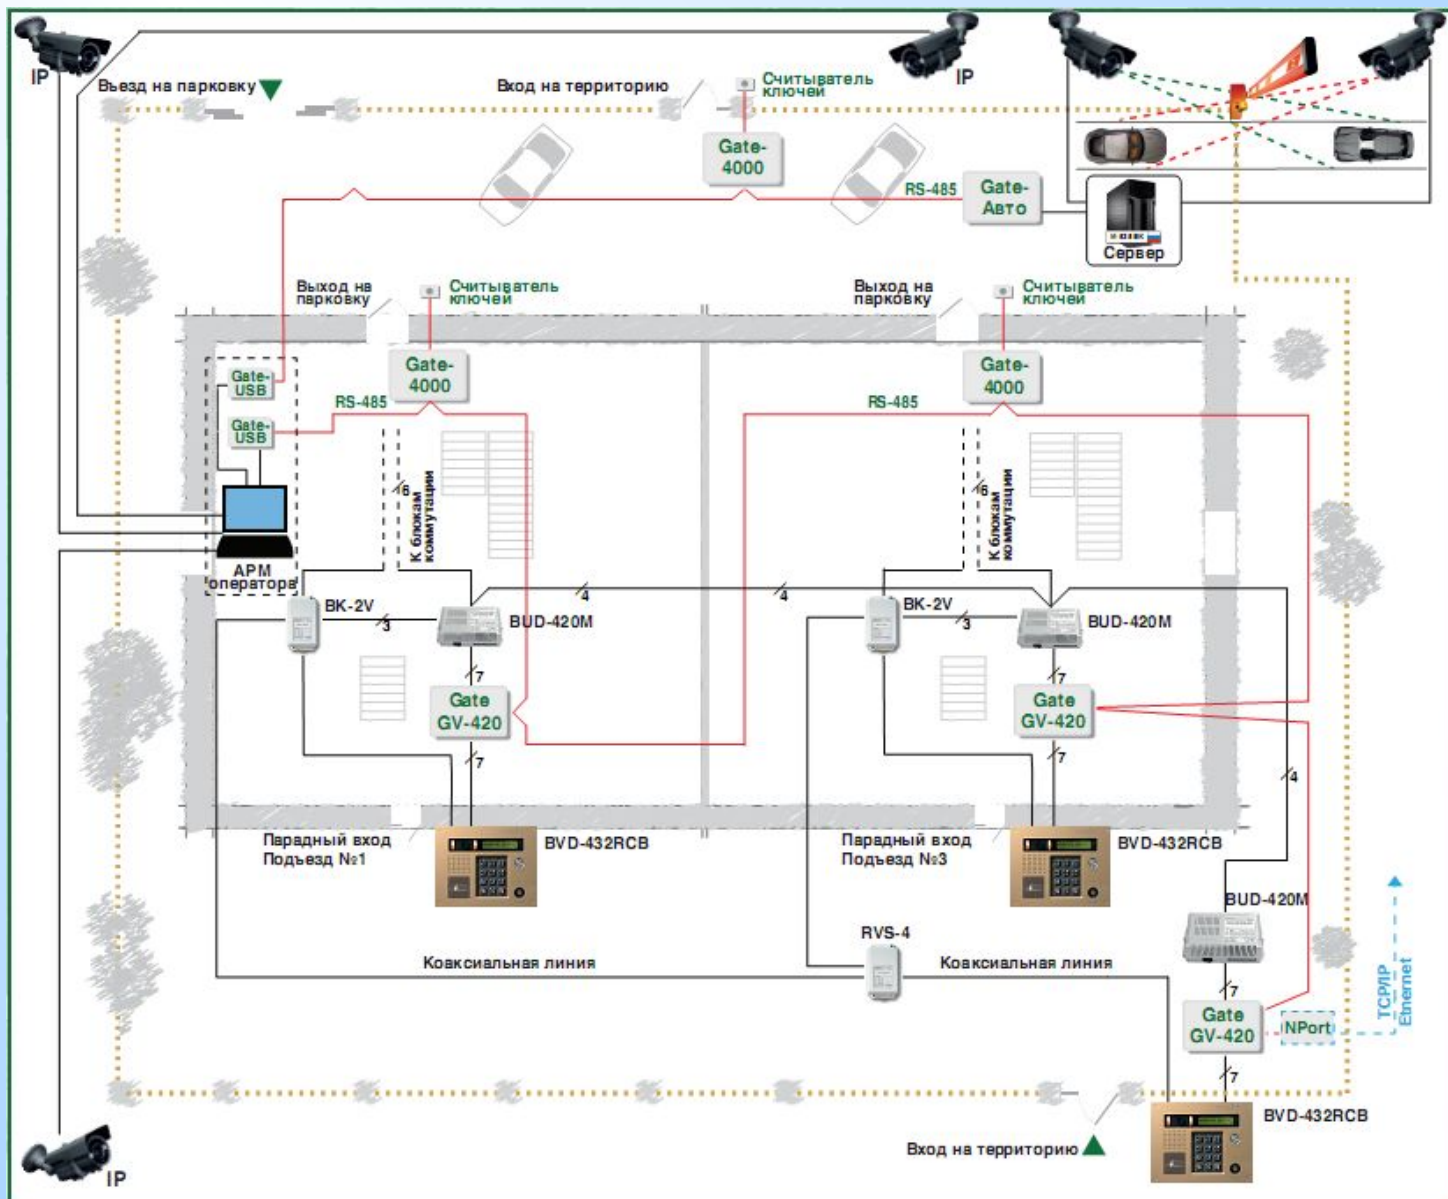 IP
IP
Въезд на парковку
Вход на территорию
Считыватель
ключей
Gate-
4000
RS-485
Gate-
Авто
Сервер
Выход на
парковку
Считыватель
ключей
Выход на
парковку
Считыватель
ключей
Gate-
USB
Gate-
4000
Gate-
4000
Gate-
USB
RS-485
RS-485
6
К блокам
коммутации
6
К блокам
коммутации
АРМ
оператора
BK-2V
3
BUD-420M
4
4
BK-2V
3
BUD-420M
7
7
Gate
GV-420
Gate
GV-420
7
7
4
Парадный вход
Подъезд №1
BVD-432RCB
Парадный вход
Подъезд №3
BVD-432RCB
BUD-420M
RVS-4
Коаксиальная линия
Коаксиальная линия
7
Gate
GV-420
NPort
TCP/IP
Etnernet
7
BVD-432RCB
Вход на территорию
IP